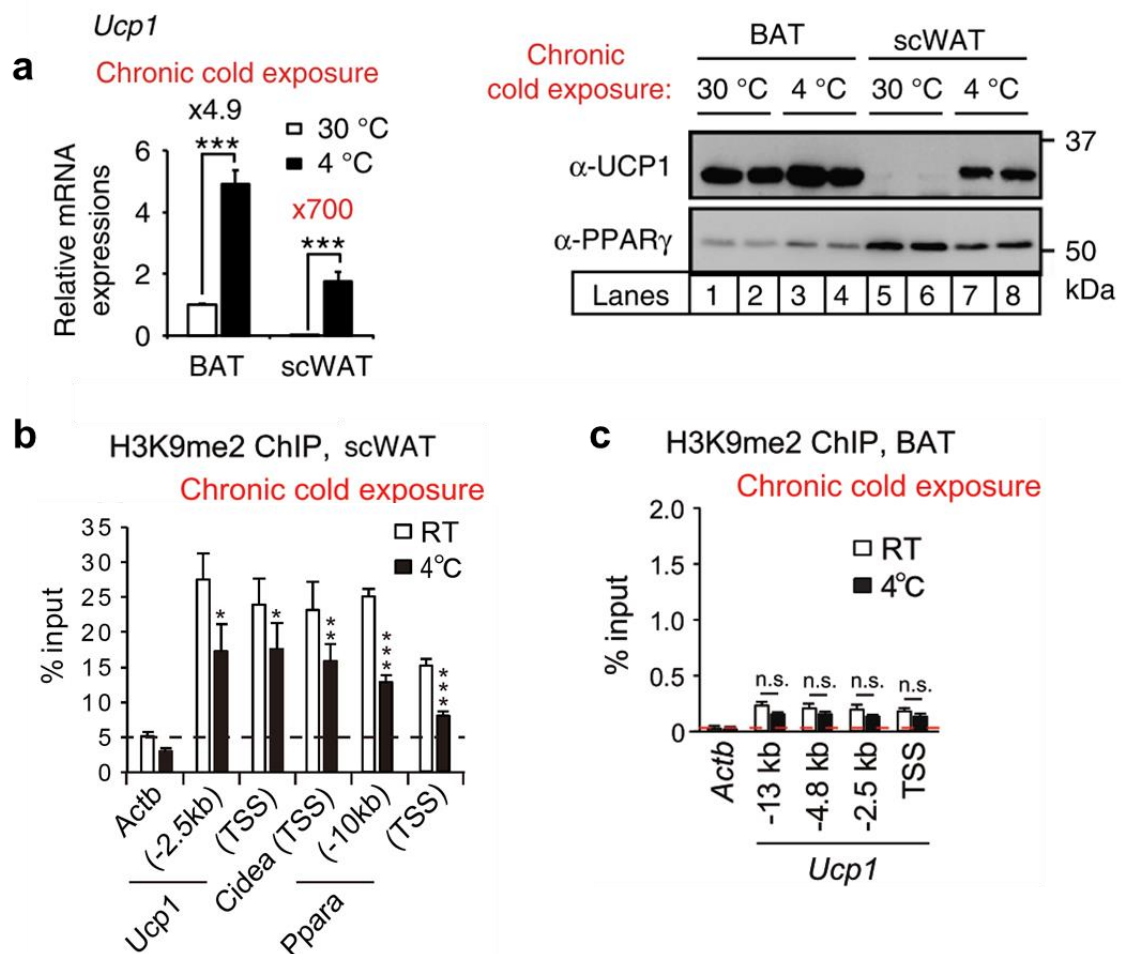 Ucp1
a
Chronic cold exposure
x4.9
***
30 °C
4 °C
x700
***
Relative mRNA
expressions
6
4
2
0
BAT
scWAT
Chronic
cold exposure:
BAT
scWAT
30 °C
4 °C
30 °C
4 °C
α-UCP1
37
α-PPARγ
50
Lanes
1
2
3
4
5
6
7
8
kDa
b
H3K9me2 ChIP, scWAT
Chronic cold exposure
RT
4°C
% input
35
30
25
20
15
10
5
0
*
*
**
***
***
Actb
(-2.5kb)
(TSS)
Cidea (TSS)
(-10kb)
(TSS)
Ucp1
Ppara
c
H3K9me2 ChIP, BAT
Chronic cold exposure
RT
4°C
% input
2.0
1.5
1.0
0.5
0
n.s.
n.s.
n.s.
n.s.
Actb
-13 kb
-4.8 kb
-2.5 kb
TSS
Ucp1